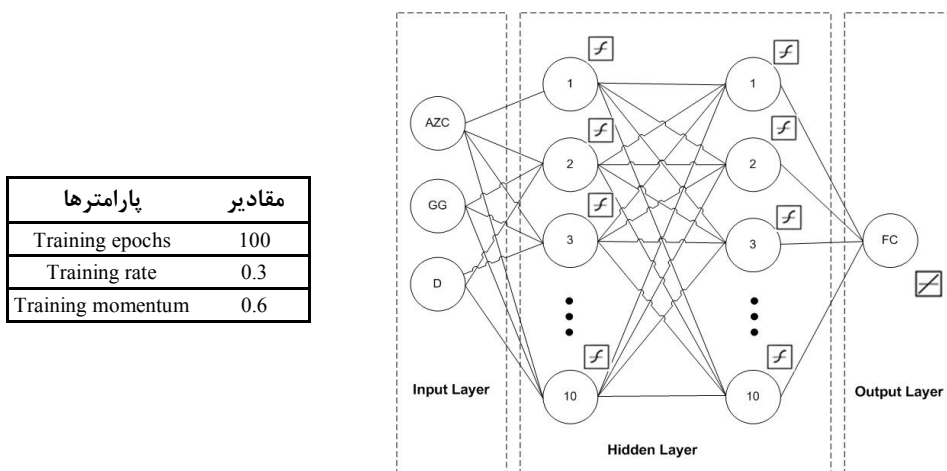 پارامترها مقادیر
Training epochs 100
Training rate 0.3
Training momentum 0.6
AZC
GG
D
Input Layer
1
2
3
10
1
2
3
10
Hidden Layer
FC
Output Layer